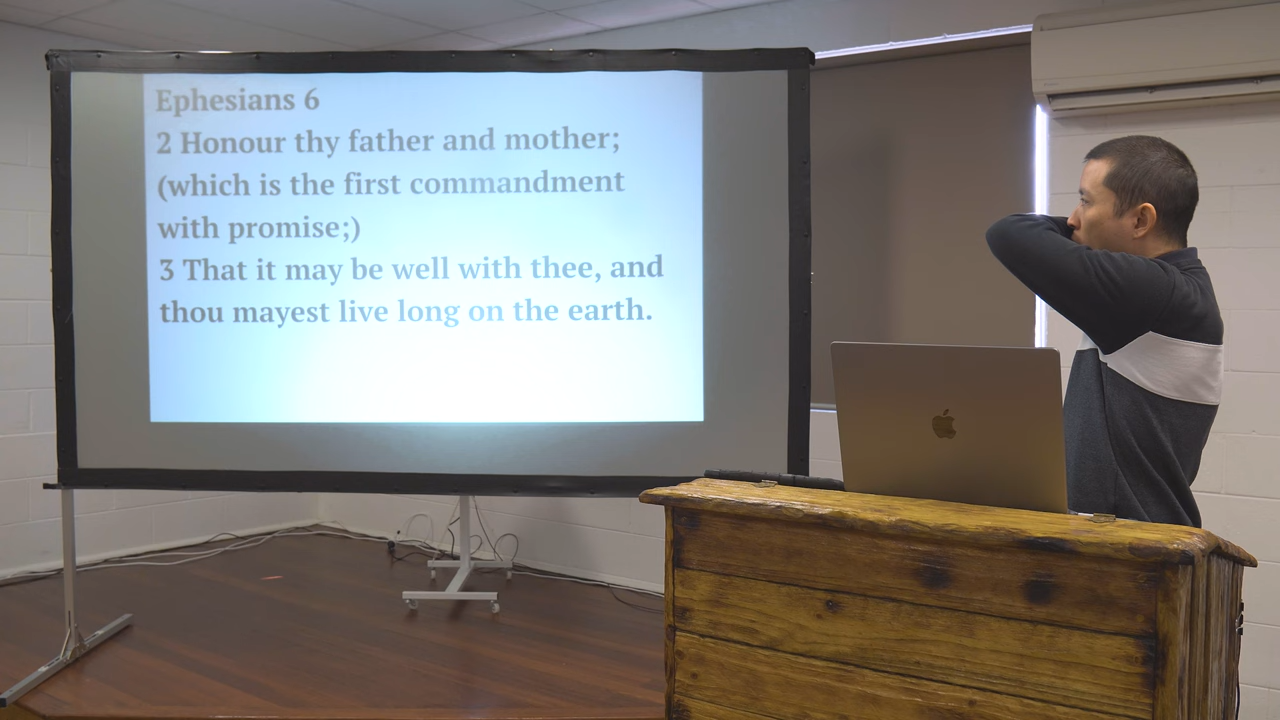 Ephesians 6
2 Honour thy father and mother;
(which is the first commandment
with promise;)
3 That it may be well with thee, and
thou mayest live long on the earth.